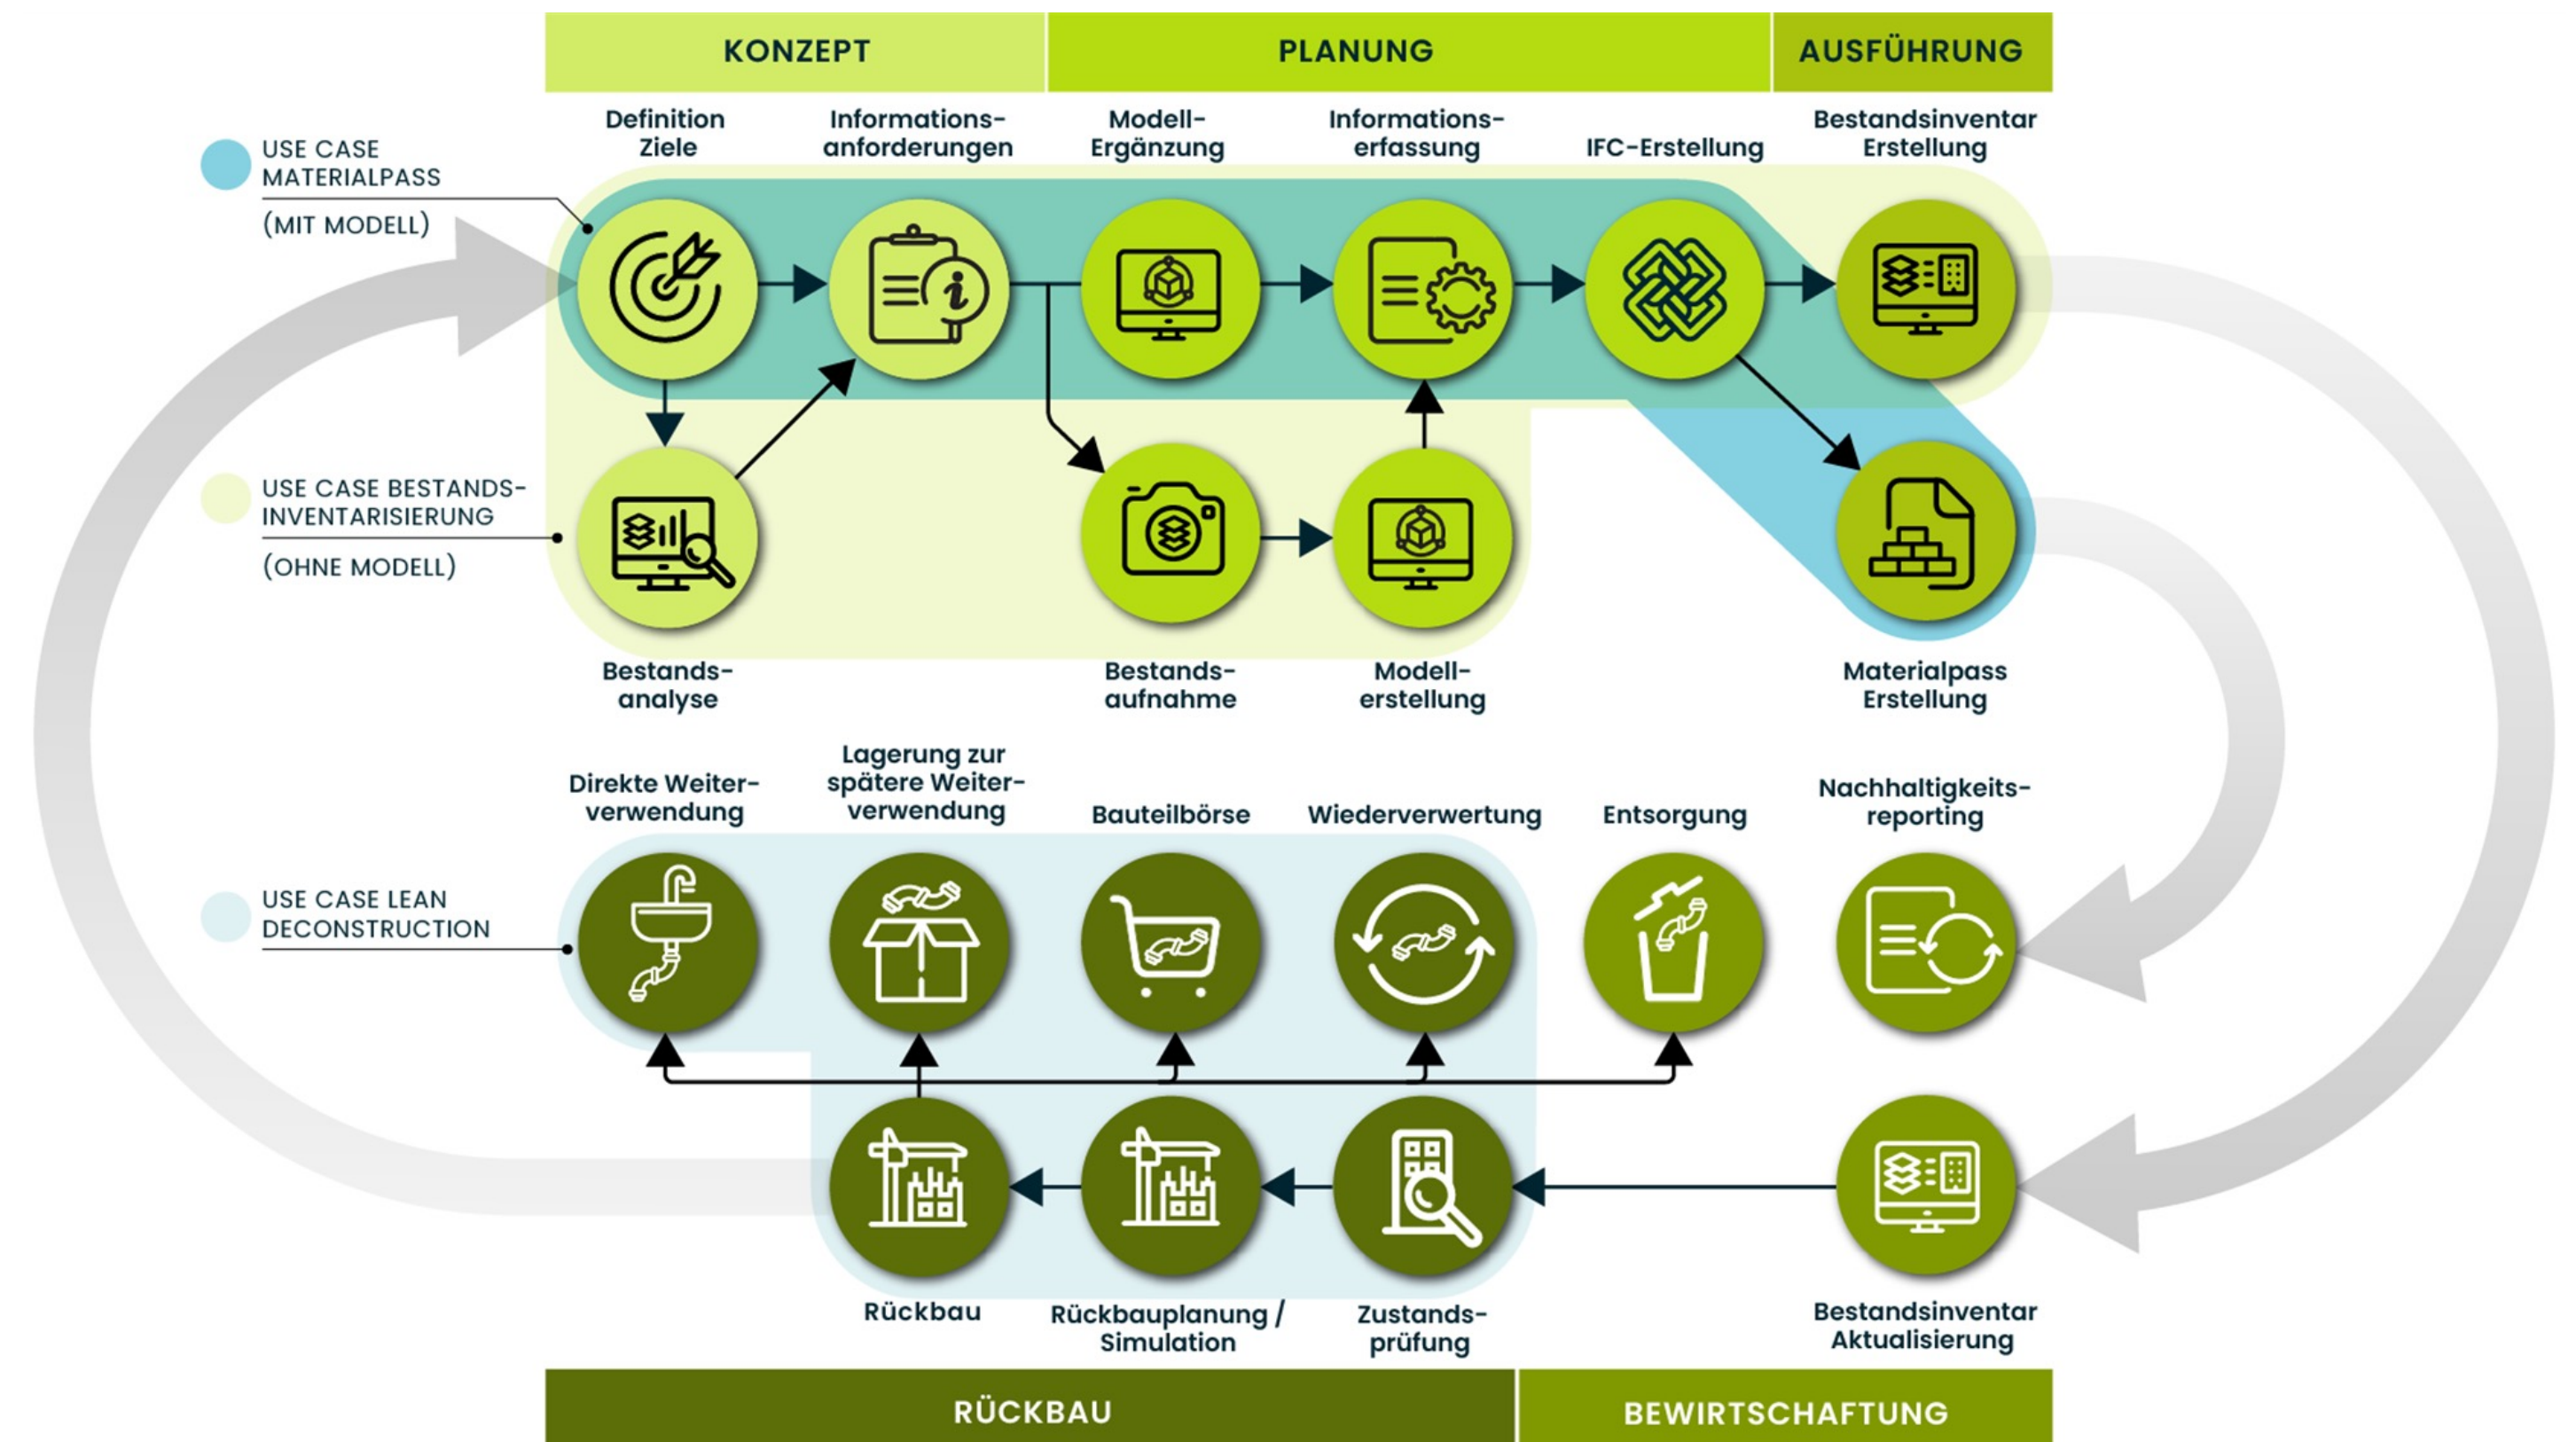 KONZEPT
PLANUNG
AUSFÜHRUNG
Definition
Ziele
Informations-
anforderungen
Modell-
Ergänzung
Informations-
erfassung
IFC-Erstellung
Bestandsinventar
Erstellung
USE CASE
MATERIALPASS
(MIT MODELL)
USE CASE BESTANDS-
INVENTARISIERUNG
(OHNE MODELL)
Bestands-
analyse
Bestands-
aufnahme
Modell-
erstellung
Materialpass
Erstellung
Direkte Weiter-
verwendung
Lagerung zur
spätere Weiter-
verwendung
Bauteilbörse
Wiederverwertung
Entsorgung
Nachhaltigkeits-
reporting
USE CASE LEAN
DECONSTRUCTION
Rückbau
Rückbauplanung /
Simulation
Zustands-
prüfung
Bestandsinventar
Aktualisierung
RÜCKBAU
BEWIRTSCHAFTUNG